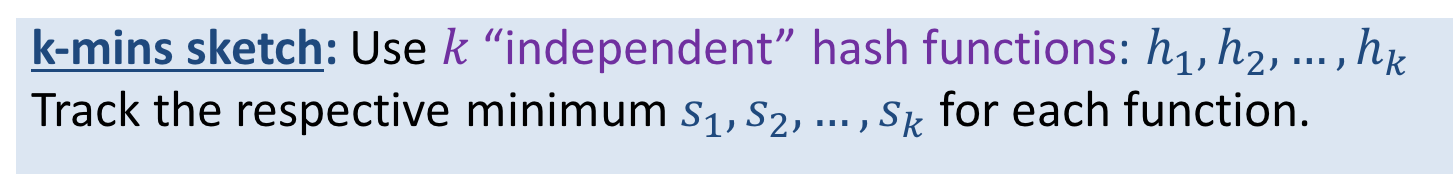 k-mins sketch: Use k “independent” hash functions: h₁, h₂, … , hₖ
Track the respective minimum s₁, s₂, … , sₖ for each function.